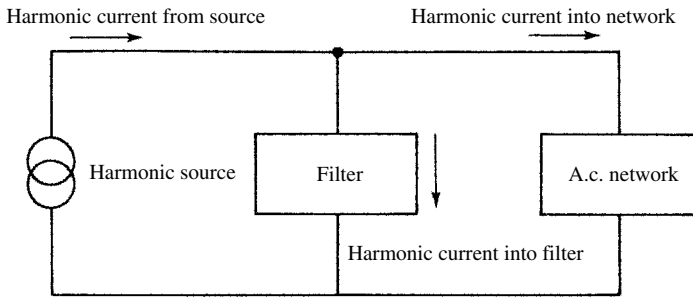 Harmonic current from source
Harmonic current into network
Harmonic source
Filter
A.c. network
Harmonic current into filter